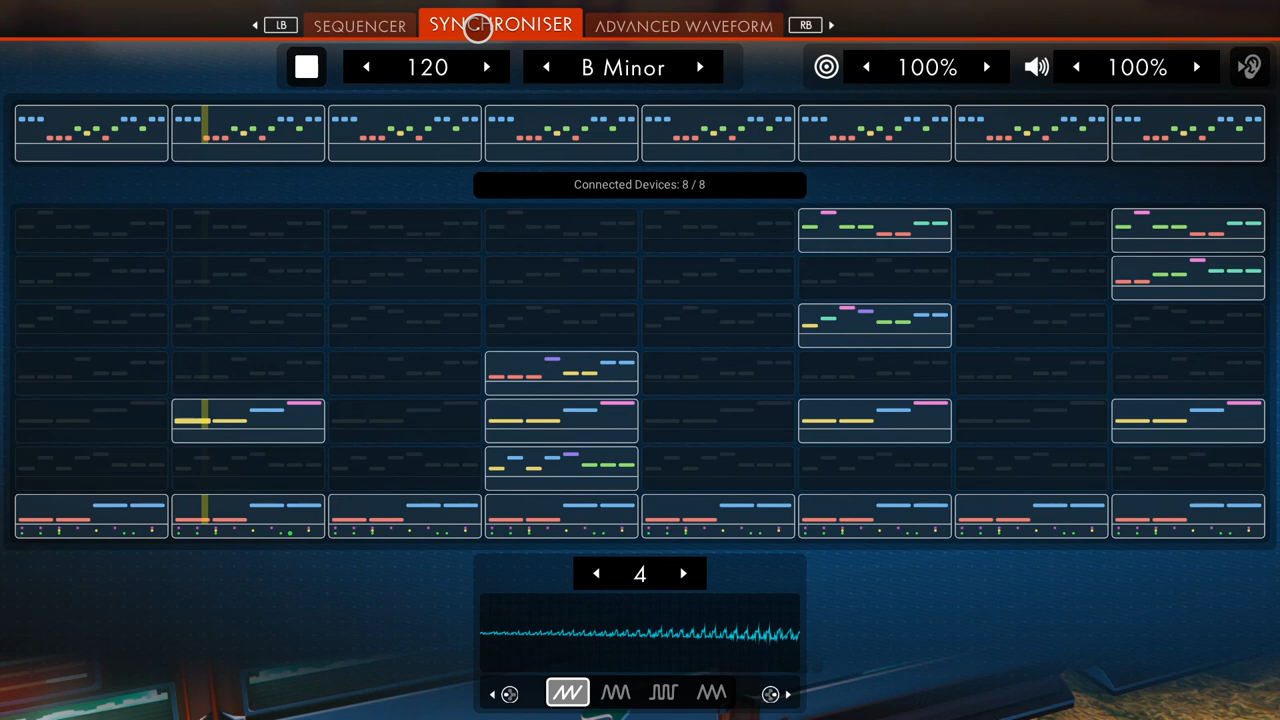 LB SEQUENCER SYNCHRONISER ADVANCED WAVEFORM RB
120 B Minor 100% 100%
Connected Devices: 8 / 8
4